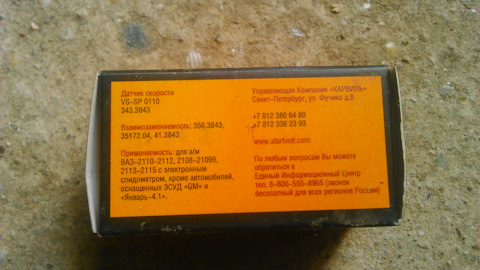 Датчик скорости
VS-SP 0110
343.3843
Взаимозаменяемость: 356.3843,
35172.04, 41.3843
Применяемость: для а/м
ВАЗ-2110-2112, 2108-21099,
2113-2115 с электронным
спидометром, кроме автомобилей,
оснащенных ЭСУД «GM» и
«Январь-4.1».
Управляющая Компания «КАРВИЛЬ»
Санкт-Петербург, ул. Фучика д.8
+7 812 380 64 80
+7 812 336 23 93
www.startvolt.com
По любым вопросам Вы можете
обратиться в
Единый Информационный Центр
тел. 8-800-555-8965 (звонок
бесплатный для всех регионов России)